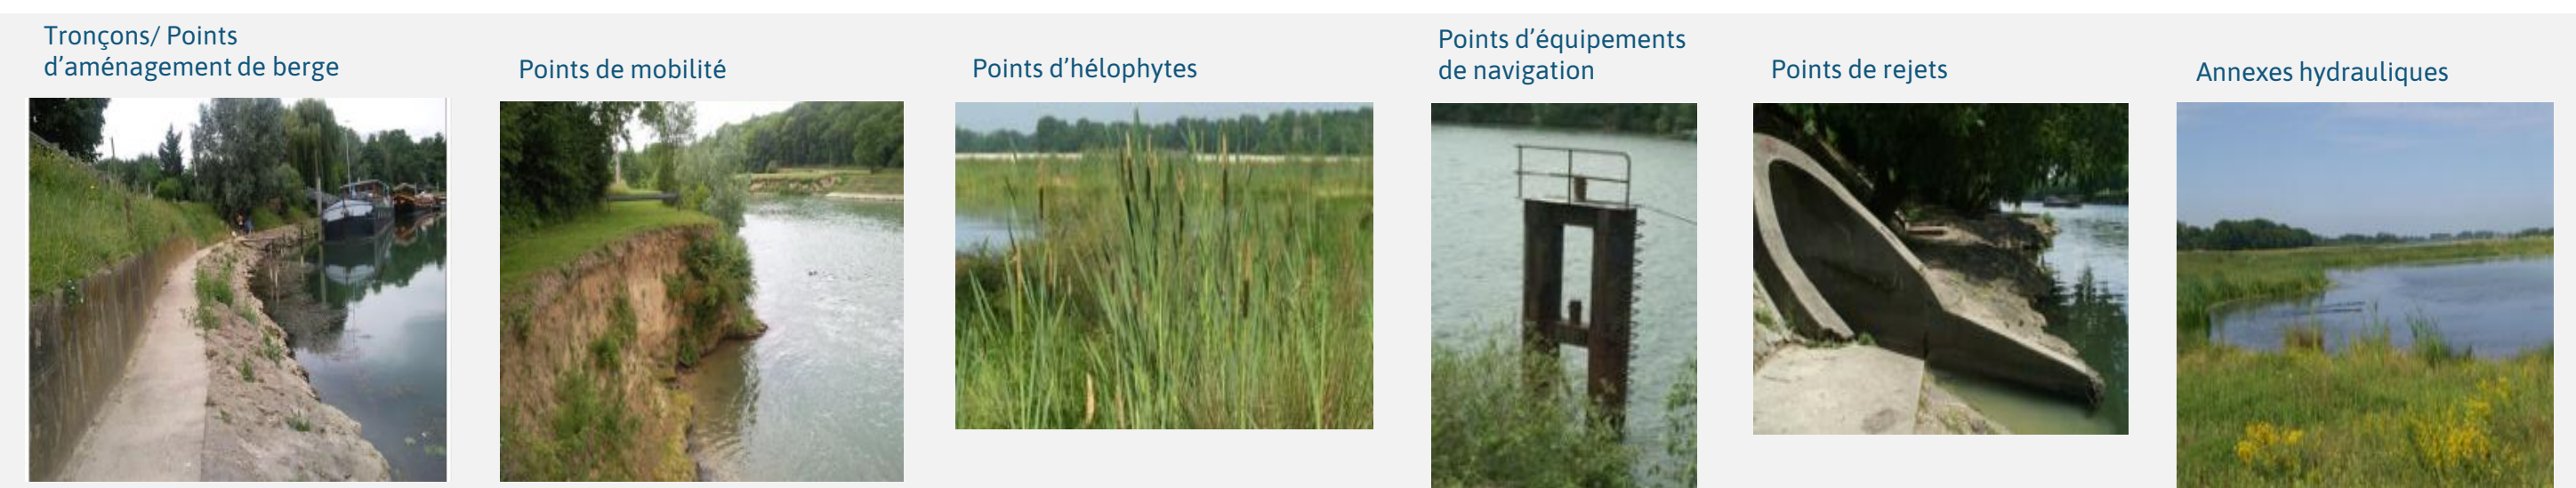 Tronçons/ Points
d’aménagement de berge
Points de mobilité
Points d’hélophytes
Points d’équipements
de navigation
Points de rejets
Annexes hydrauliques